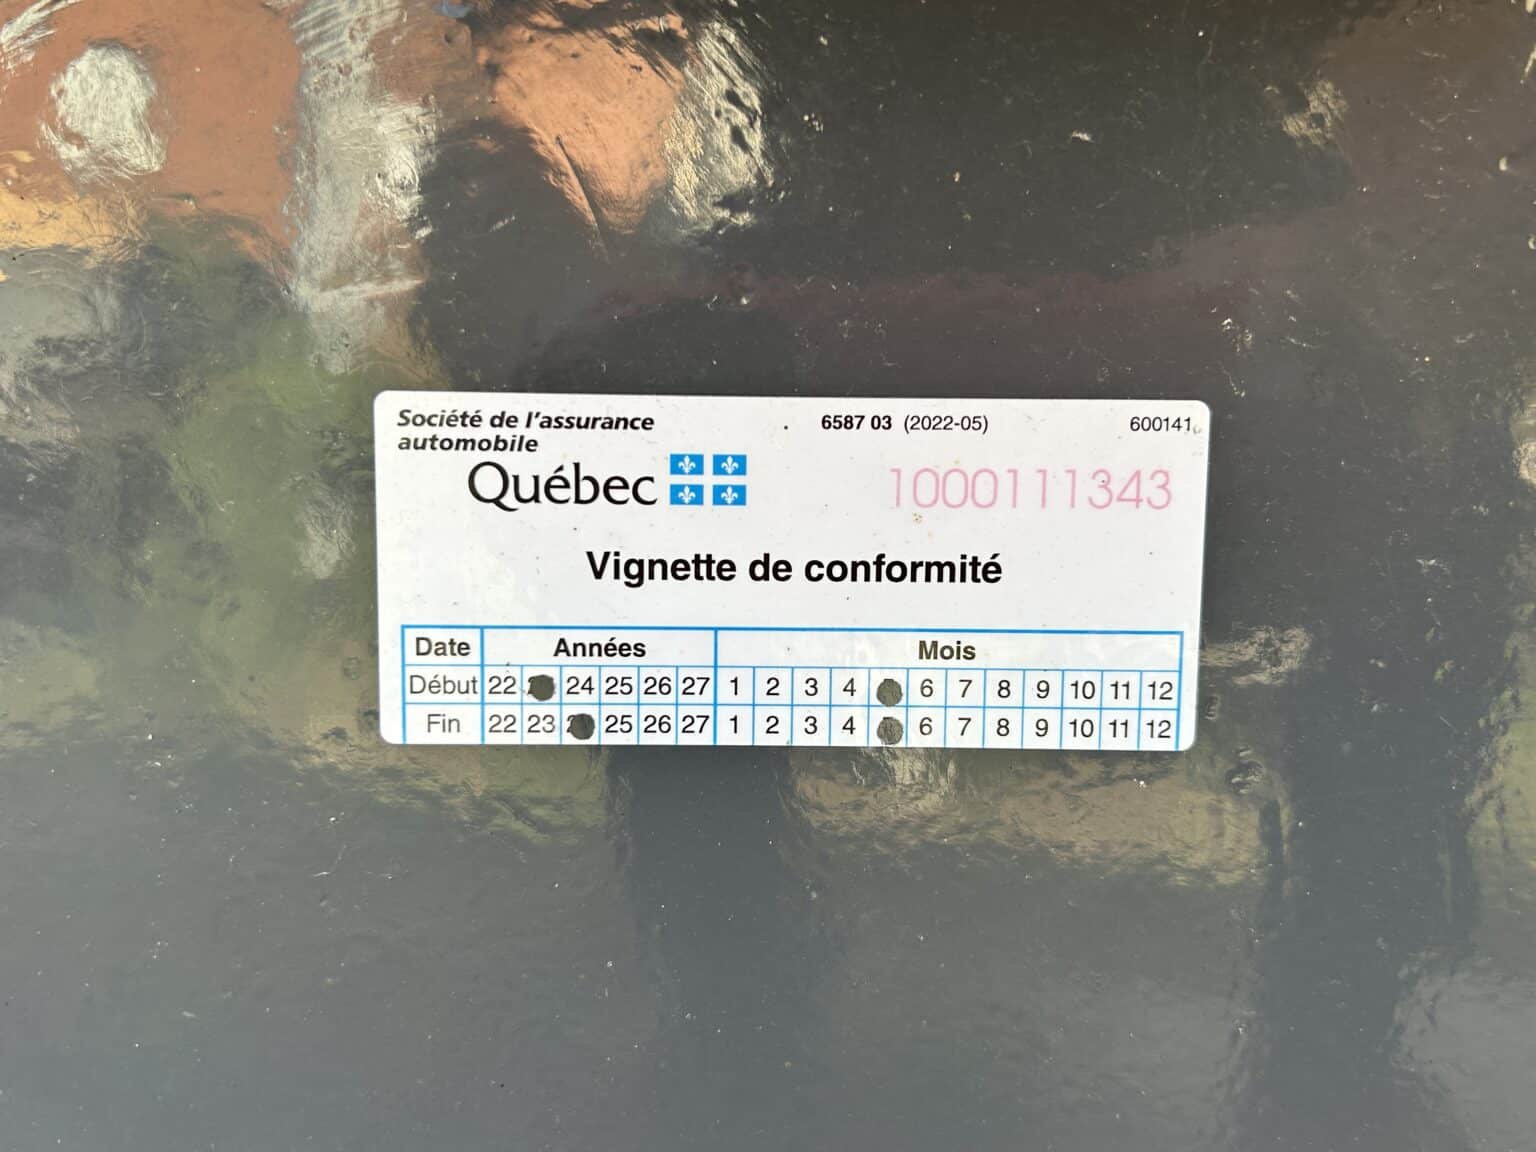 Société de l'assurance
automobile
Québec
6587 03 (2022-05)
600141
1000111343
Vignette de conformité
Date Années Mois
Début 22 24 25 26 27 1 2 3 4 6 7 8 9 10 11 12
Fin 22 23 25 26 27 1 2 3 4 6 7 8 9 10 11 12